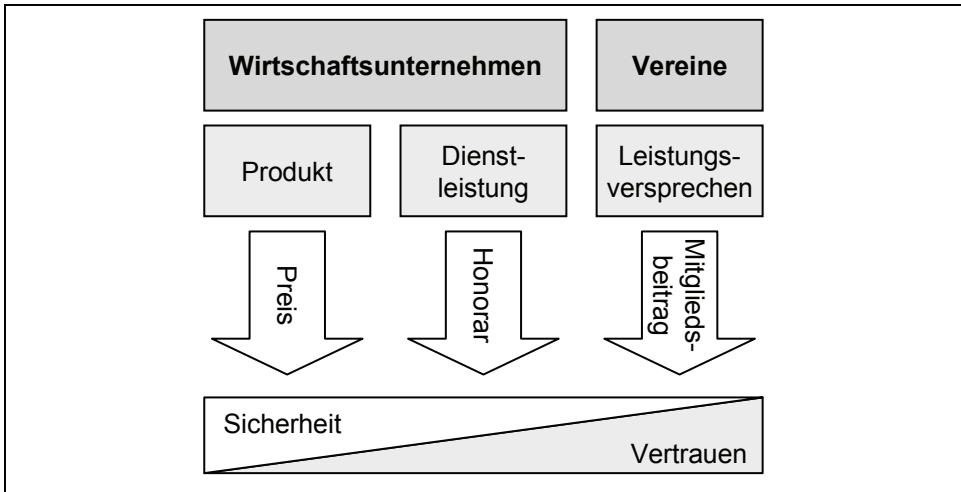 Wirtschaftsunternehmen
Vereine
Produkt
Dienst-
leistung
Leistungs-
versprechen
Preis
Honorar
Mitglieds-
beitrag
Sicherheit
Vertrauen